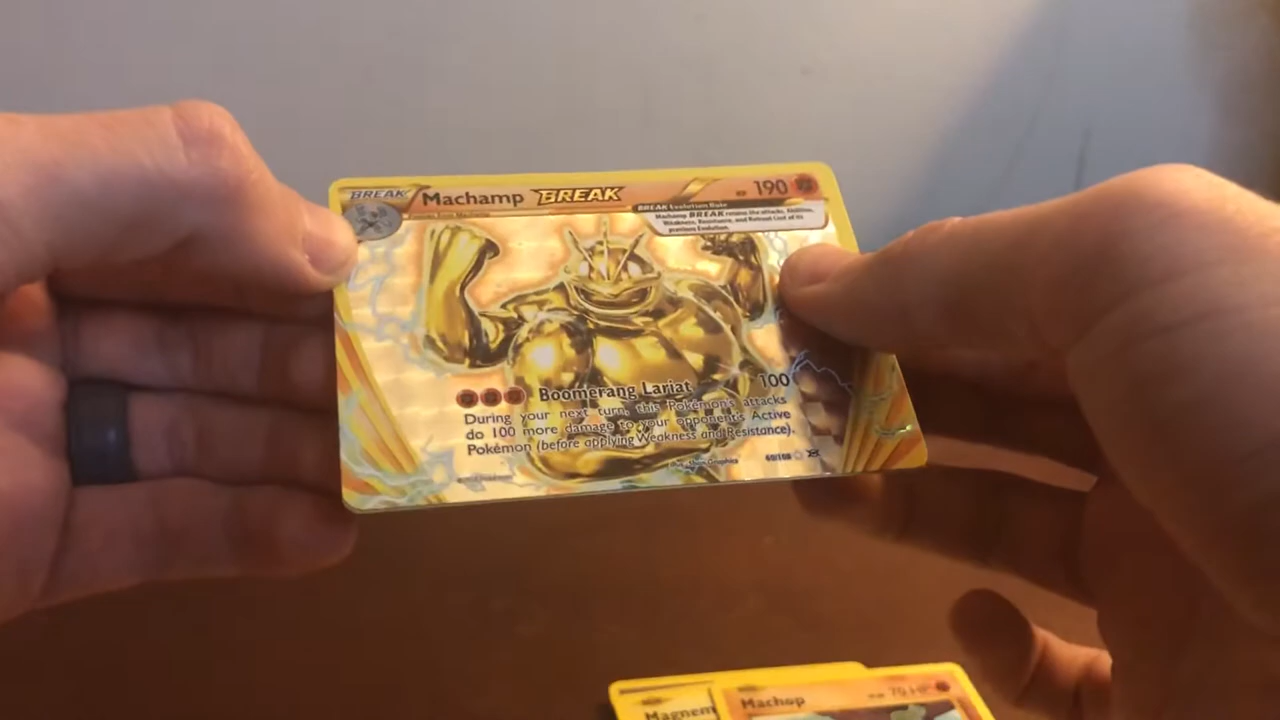 BREAK
Machamp BREAK
HP 190
BREAK Evolution Rule
Machamp BREAK retains the attacks, Abilities,
Weakness, Resistance, and Retreat Cost of its
previous Evolution.
Boomerang Lariat 100
During your next turn, this Pokémon's attacks
do 100 more damage to your opponent's Active
Pokémon (before applying Weakness and Resistance).
60/108
Magnem
Machop
70 HP